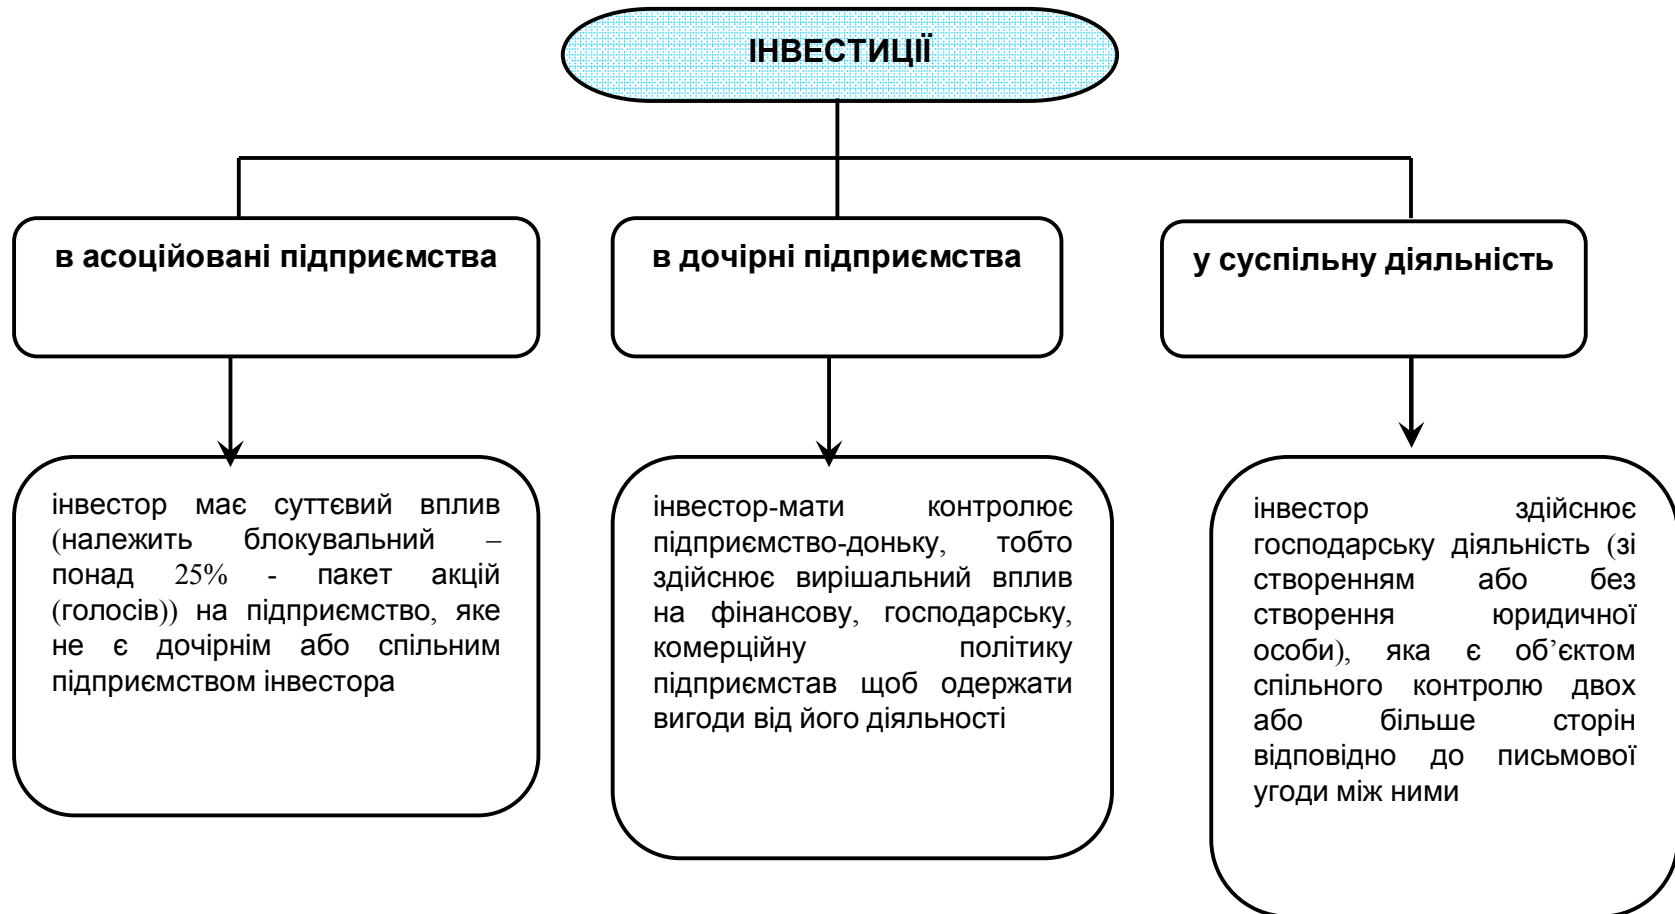 ІНВЕСТИЦІЇ
в асоційовані підприємства
в дочірні підприємства
у суспільну діяльність
інвестор має суттєвий вплив
(належить блокувальний –
понад 25% - пакет акцій
(голосів)) на підприємство, яке
не є дочірнім або спільним
підприємством інвестора
інвестор-мати контролює
підприємство-доньку, тобто
здійснює вирішальний вплив
на фінансову, господарську,
комерційну політику
підприємстав щоб одержати
вигоди від його діяльності
інвестор здійснює
господарську діяльність (зі
створенням або без
створення юридичної
особи), яка є об’єктом
спільного контролю двох
або більше сторін
відповідно до письмової
угоди між ними